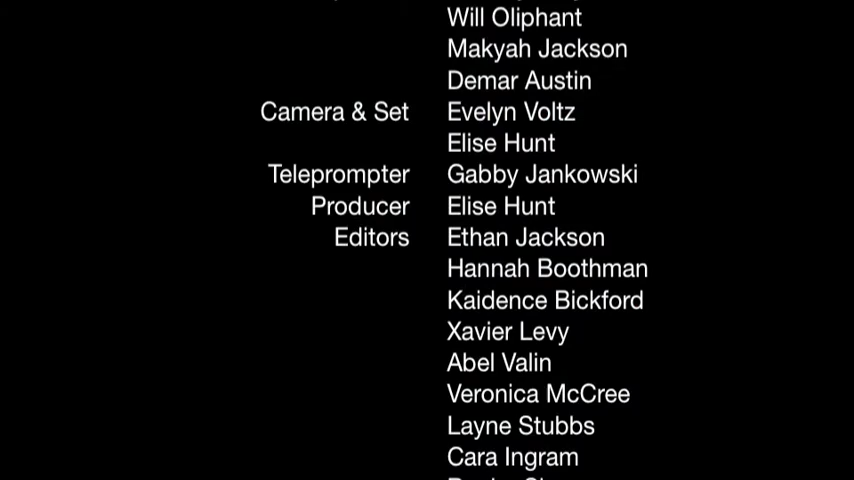 Will Oliphant
Makyah Jackson
Demar Austin
Camera & Set Evelyn Voltz
Elise Hunt
Teleprompter Gabby Jankowski
Producer Elise Hunt
Editors Ethan Jackson
Hannah Boothman
Kaidence Bickford
Xavier Levy
Abel Valin
Veronica McCree
Layne Stubbs
Cara Ingram